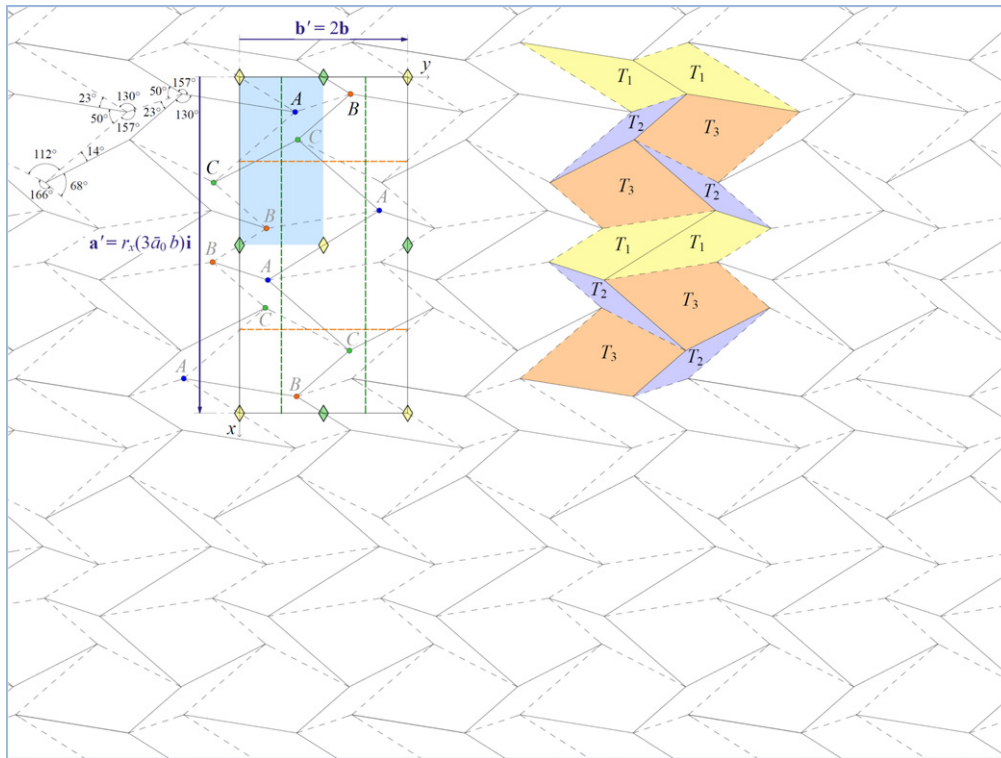 b′ = 2b
y
157°
50°
130°
23°
130°
23°
50°
157°
A
B
C
112°
14°
C
166°
68°
B
A
a′ = rₓ(3ā₀ b)i
B
A
C
C
A
B
x
T₁
T₁
T₂
T₃
T₃
T₂
T₁
T₁
T₂
T₃
T₃
T₂